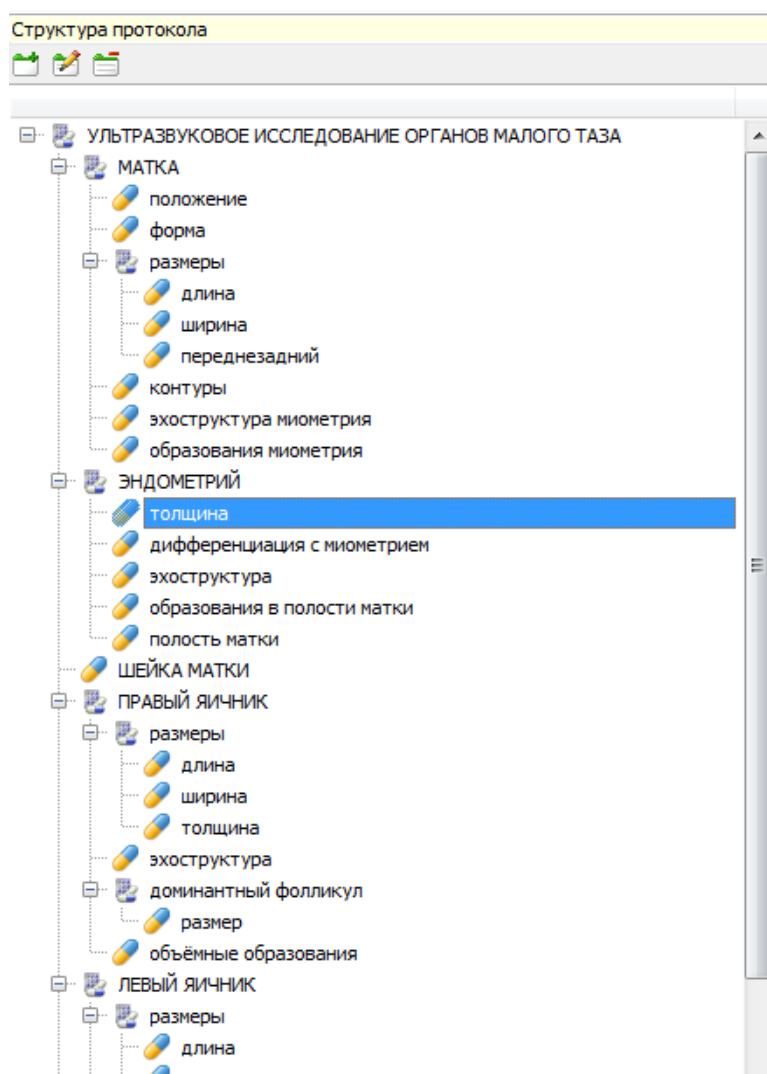 Структура протокола
УЛЬТРАЗВУКОВОЕ ИССЛЕДОВАНИЕ ОРГАНОВ МАЛОГО ТАЗА
МАТКА
положение
форма
размеры
длина
ширина
переднезадний
контуры
эхоструктура миометрия
образования миометрия
ЭНДОМЕТРИЙ
толщина
дифференциация с миометрием
эхоструктура
образования в полости матки
полость матки
ШЕЙКА МАТКИ
ПРАВЫЙ ЯИЧНИК
размеры
длина
ширина
толщина
эхоструктура
доминантный фолликул
размер
объёмные образования
ЛЕВЫЙ ЯИЧНИК
размеры
длина